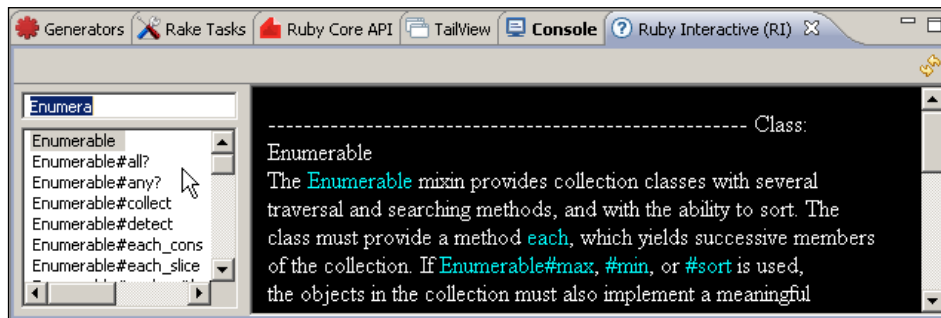 Generators Rake Tasks Ruby Core API TailView Console Ruby Interactive (RI)
Enumera
Enumerable
Enumerable#all?
Enumerable#any?
Enumerable#collect
Enumerable#detect
Enumerable#each_cons
Enumerable#each_slice
------------------------------------------------------ Class:
Enumerable
The Enumerable mixin provides collection classes with several
traversal and searching methods, and with the ability to sort. The
class must provide a method each, which yields successive members
of the collection. If Enumerable#max, #min, or #sort is used,
the objects in the collection must also implement a meaningful